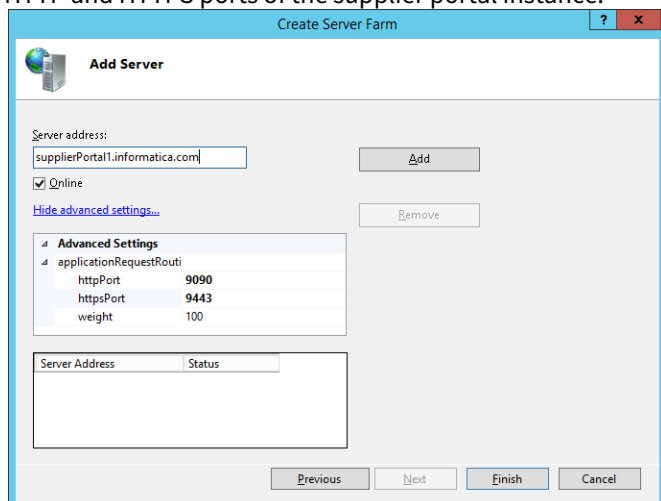 HTTP and HTTPS ports of the supplier portal instance.
Create Server Farm
? x
Add Server
Server address:
supplierPortal1.informatica.com
Add
Online
Hide advanced settings...
Remove
Advanced Settings
applicationRequestRouti
httpPort 9090
httpsPort 9443
weight 100
Server Address Status
Previous Next Finish Cancel